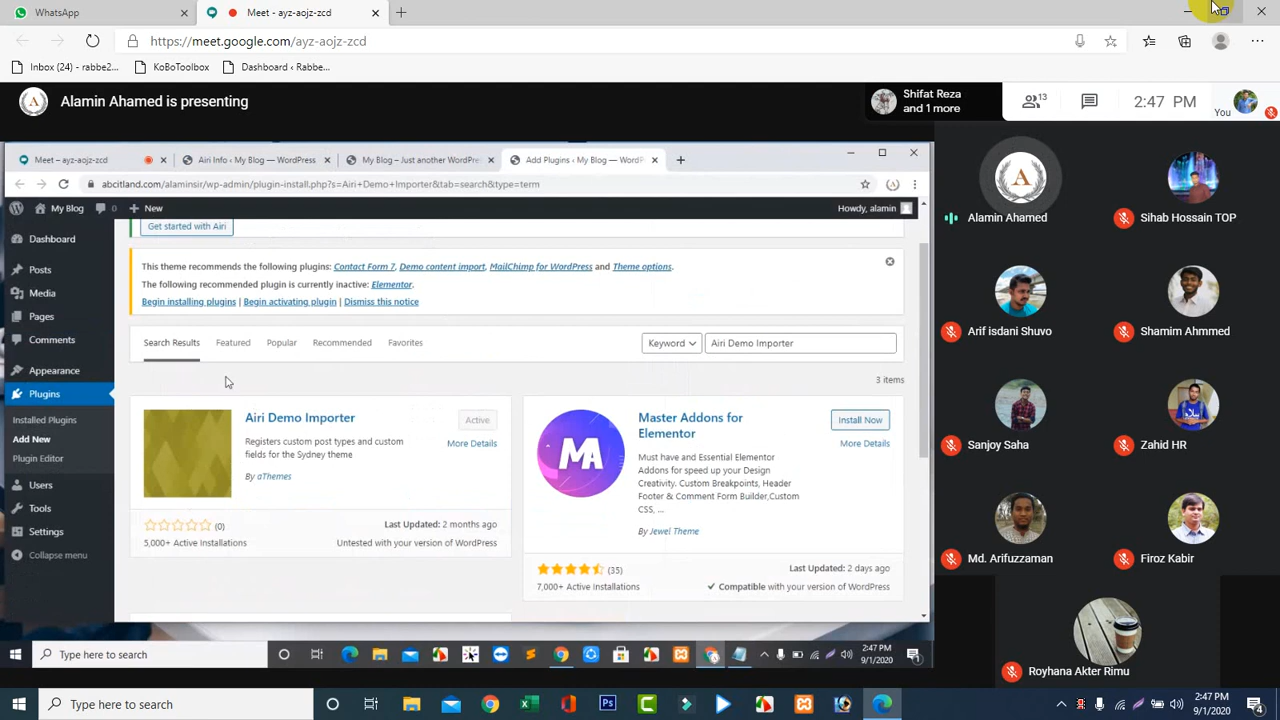 WhatsApp
Meet – ayz-aojz-zcd
https://meet.google.com/ayz-aojz-zcd
Inbox (24) - rabbe2...
KoBoToolbox
Dashboard ‹ Rabbe...
Alamin Ahamed is presenting
Shifat Reza
and 1 more
13
2:47 PM
You
Meet – ayz-aojz-zcd
Airi Info ‹ My Blog — WordPress
My Blog – Just another WordPre
Add Plugins ‹ My Blog — WordP
abcitland.com/alaminsir/wp-admin/plugin-install.php?s=Airi+Demo+Importer&tab=search&type=term
My Blog
0
New
Howdy, alamin
Dashboard
Posts
Media
Pages
Comments
Appearance
Plugins
Installed Plugins
Add New
Plugin Editor
Users
Tools
Settings
Collapse menu
Get started with Airi
This theme recommends the following plugins: Contact Form 7, Demo content import, MailChimp for WordPress and Theme options.
The following recommended plugin is currently inactive: Elementor.
Begin installing plugins | Begin activating plugin | Dismiss this notice
Search Results
Featured
Popular
Recommended
Favorites
Keyword
Airi Demo Importer
3 items
Airi Demo Importer
Active
More Details
Registers custom post types and custom
fields for the Sydney theme
By aThemes
(0)
5,000+ Active Installations
Last Updated: 2 months ago
Untested with your version of WordPress
MA
Master Addons for
Elementor
Install Now
More Details
Must have and Essential Elementor
Addons for speed up your Design
Creativity. Custom Breakpoints, Header
Footer & Comment Form Builder,Custom
CSS, ...
By Jewel Theme
(35)
7,000+ Active Installations
Last Updated: 2 days ago
Compatible with your version of WordPress
A
Alamin Ahamed
Sihab Hossain TOP
Arif isdani Shuvo
Shamim Ahmmed
Sanjoy Saha
Zahid HR
Md. Arifuzzaman
Firoz Kabir
Royhana Akter Rimu
Type here to search
2:47 PM
9/1/2020
1
Type here to search
Ps
2:47 PM
9/1/2020
4